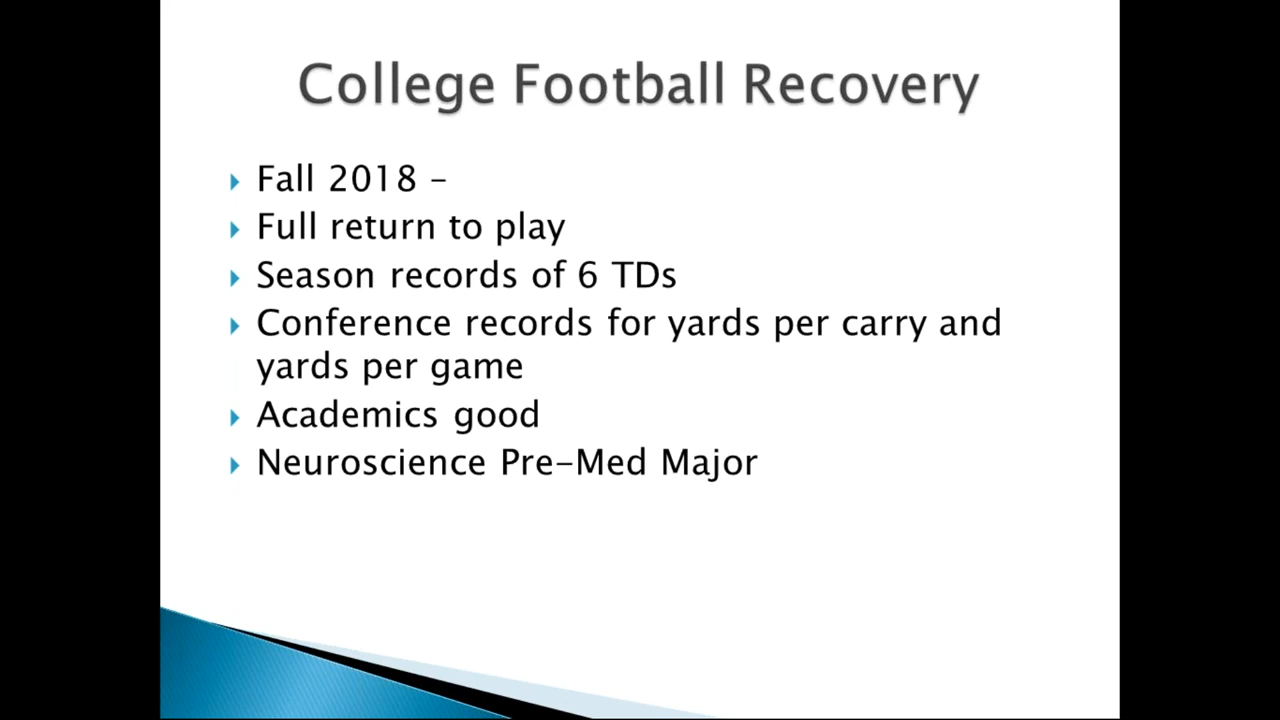 College Football Recovery
Fall 2018 –
Full return to play
Season records of 6 TDs
Conference records for yards per carry and
yards per game
Academics good
Neuroscience Pre-Med Major